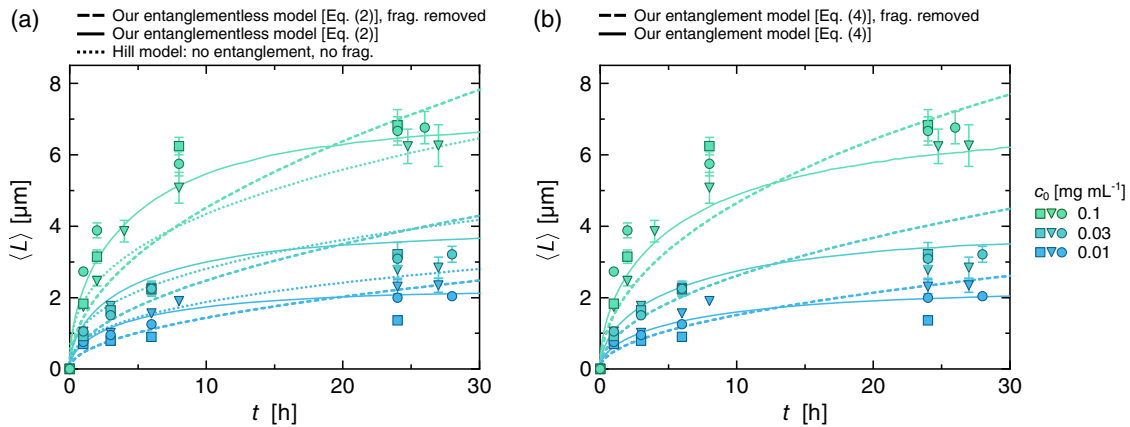 (a)
Our entanglementless model [Eq. (2)], frag. removed
Our entanglementless model [Eq. (2)]
Hill model: no entanglement, no frag.
8
6
4
2
0
⟨L⟩ [μm]
0 10 20 30
t [h]
(b)
Our entanglement model [Eq. (4)], frag. removed
Our entanglement model [Eq. (4)]
8
6
4
2
0
⟨L⟩ [μm]
0 10 20 30
t [h]
c₀ [mg mL⁻¹]
0.1
0.03
0.01